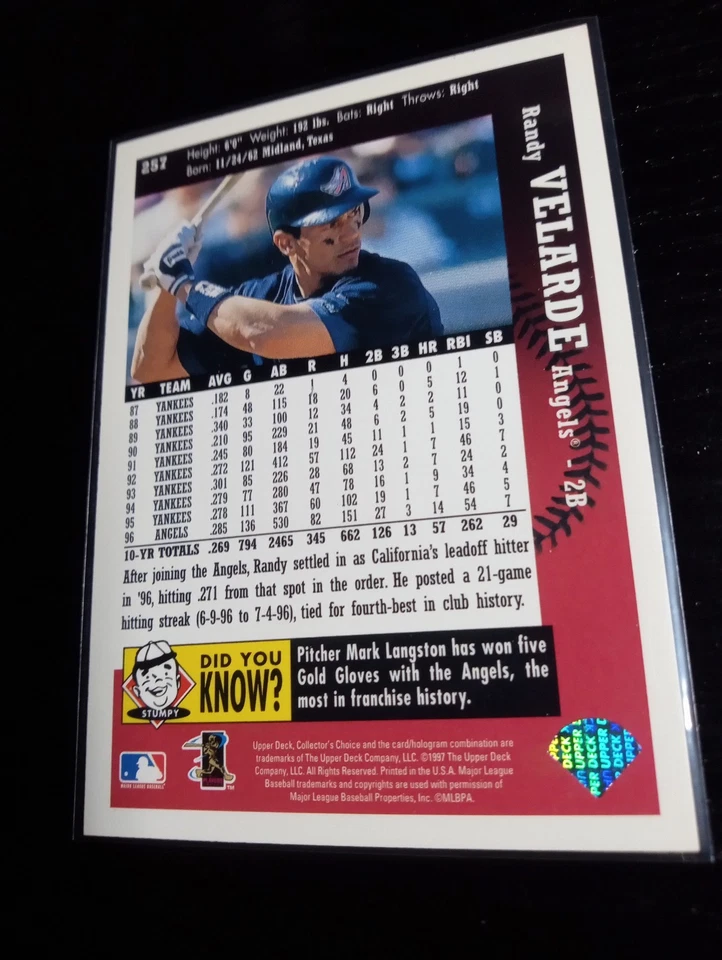 257
Height: 6'0" Weight: 192 lbs. Bats: Right Throws: Right
Born: 11/24/62 Midland, Texas
Randy VELARDE Angels® - 2B
YR TEAM AVG G AB R H 2B 3B HR RBI SB
87 YANKEES .182 8 22 1 4 0 0 0 1 0
88 YANKEES .174 48 115 18 20 6 0 5 12 1
89 YANKEES .340 33 100 12 34 4 2 2 11 0
90 YANKEES .210 95 229 21 48 6 2 5 19 0
91 YANKEES .245 80 184 19 45 11 1 1 15 3
92 YANKEES .272 121 412 57 112 24 1 7 46 7
93 YANKEES .301 85 226 28 68 13 2 7 24 2
94 YANKEES .279 77 280 47 78 16 1 9 34 4
95 YANKEES .278 111 367 60 102 19 1 7 46 5
96 ANGELS .285 136 530 82 151 27 3 14 54 7
10-YR TOTALS .269 794 2465 345 662 126 13 57 262 29
After joining the Angels, Randy settled in as California's leadoff hitter
in '96, hitting .271 from that spot in the order. He posted a 21-game
hitting streak (6-9-96 to 7-4-96), tied for fourth-best in club history.
STUMPY
DID YOU
KNOW?
Pitcher Mark Langston has won five
Gold Gloves with the Angels, the
most in franchise history.
MAJOR LEAGUE BASEBALL
Upper Deck, Collector's Choice and the card/hologram combination are
trademarks of The Upper Deck Company, LLC. ©1997 The Upper Deck
Company, LLC. All Rights Reserved. Printed in the U.S.A. Major League
Baseball trademarks and copyrights are used with permission of
Major League Baseball Properties, Inc. ©MLBPA.
DECK
UPPER
DECK